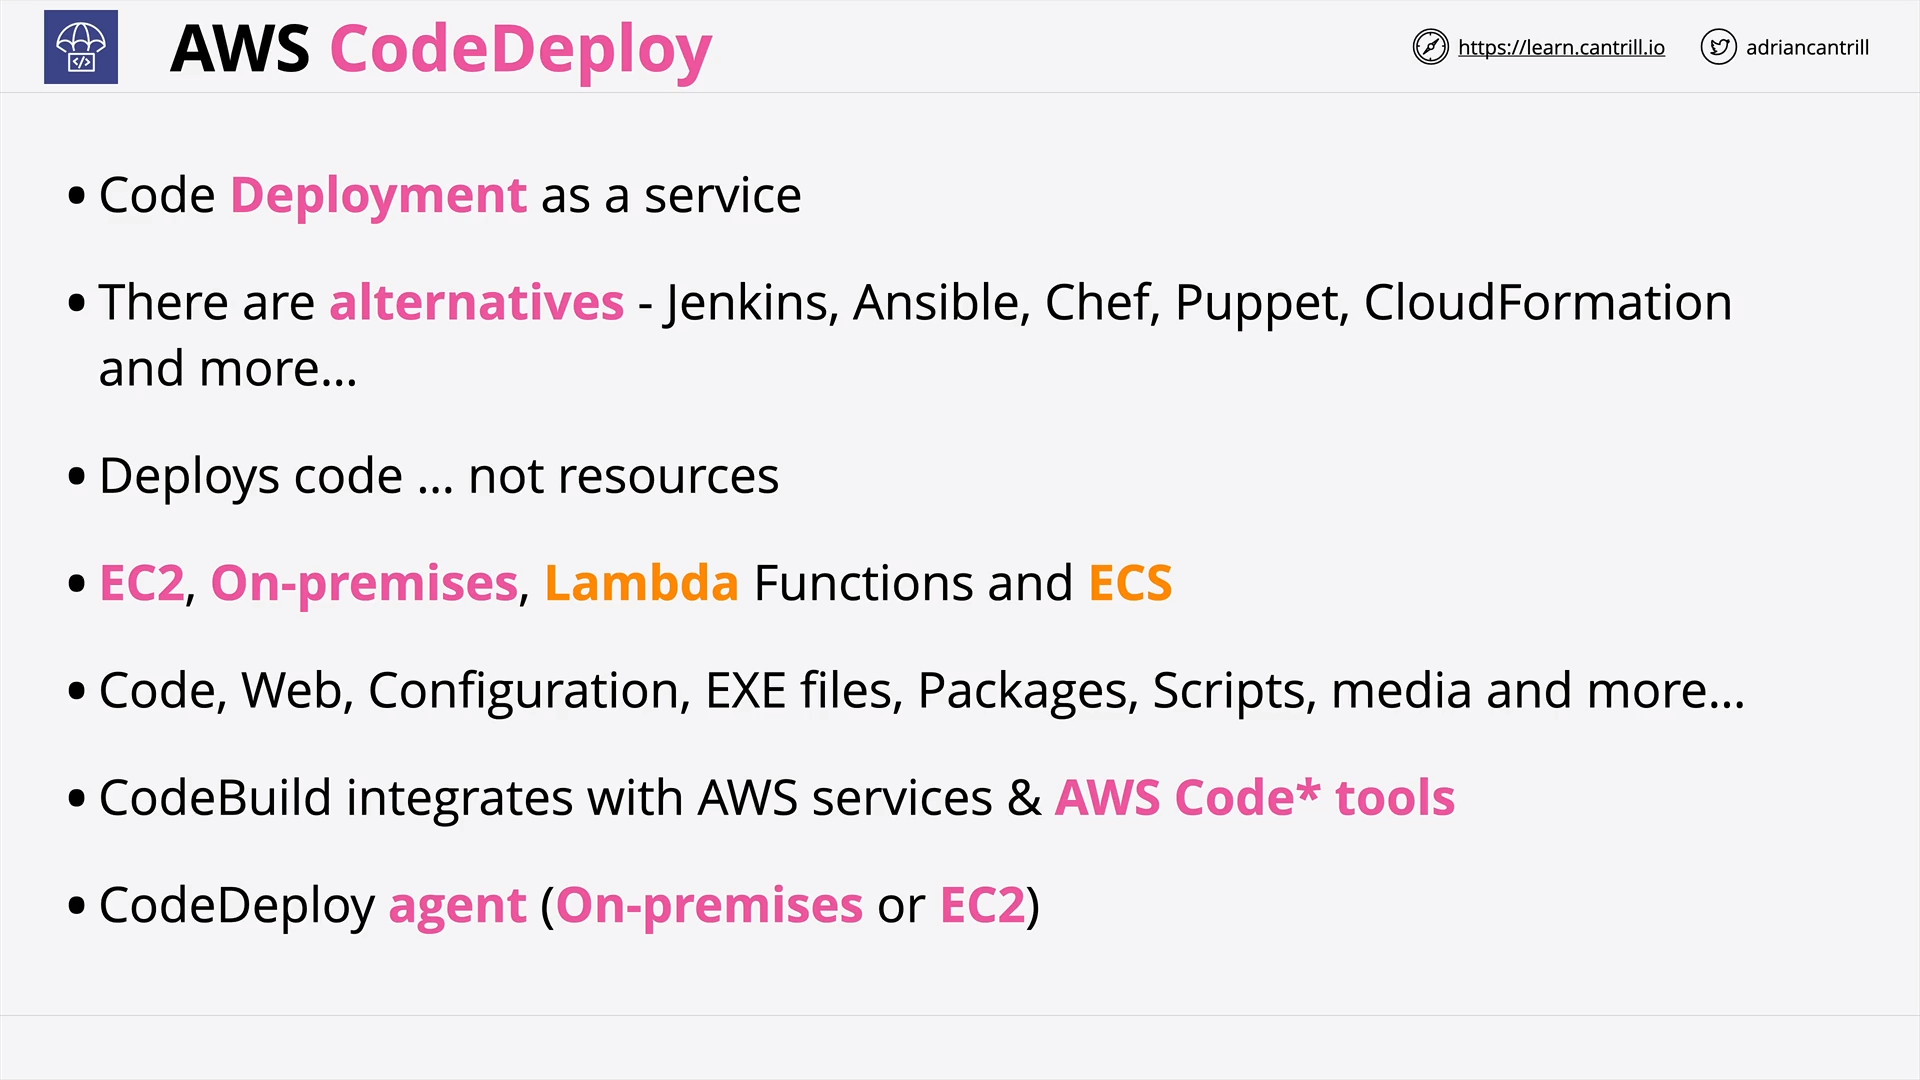 AWS CodeDeploy
https://learn.cantrill.io
adriancantrill
• Code Deployment as a service
• There are alternatives - Jenkins, Ansible, Chef, Puppet, CloudFormation
and more...
• Deploys code ... not resources
• EC2, On-premises, Lambda Functions and ECS
• Code, Web, Configuration, EXE files, Packages, Scripts, media and more...
• CodeBuild integrates with AWS services & AWS Code* tools
• CodeDeploy agent (On-premises or EC2)